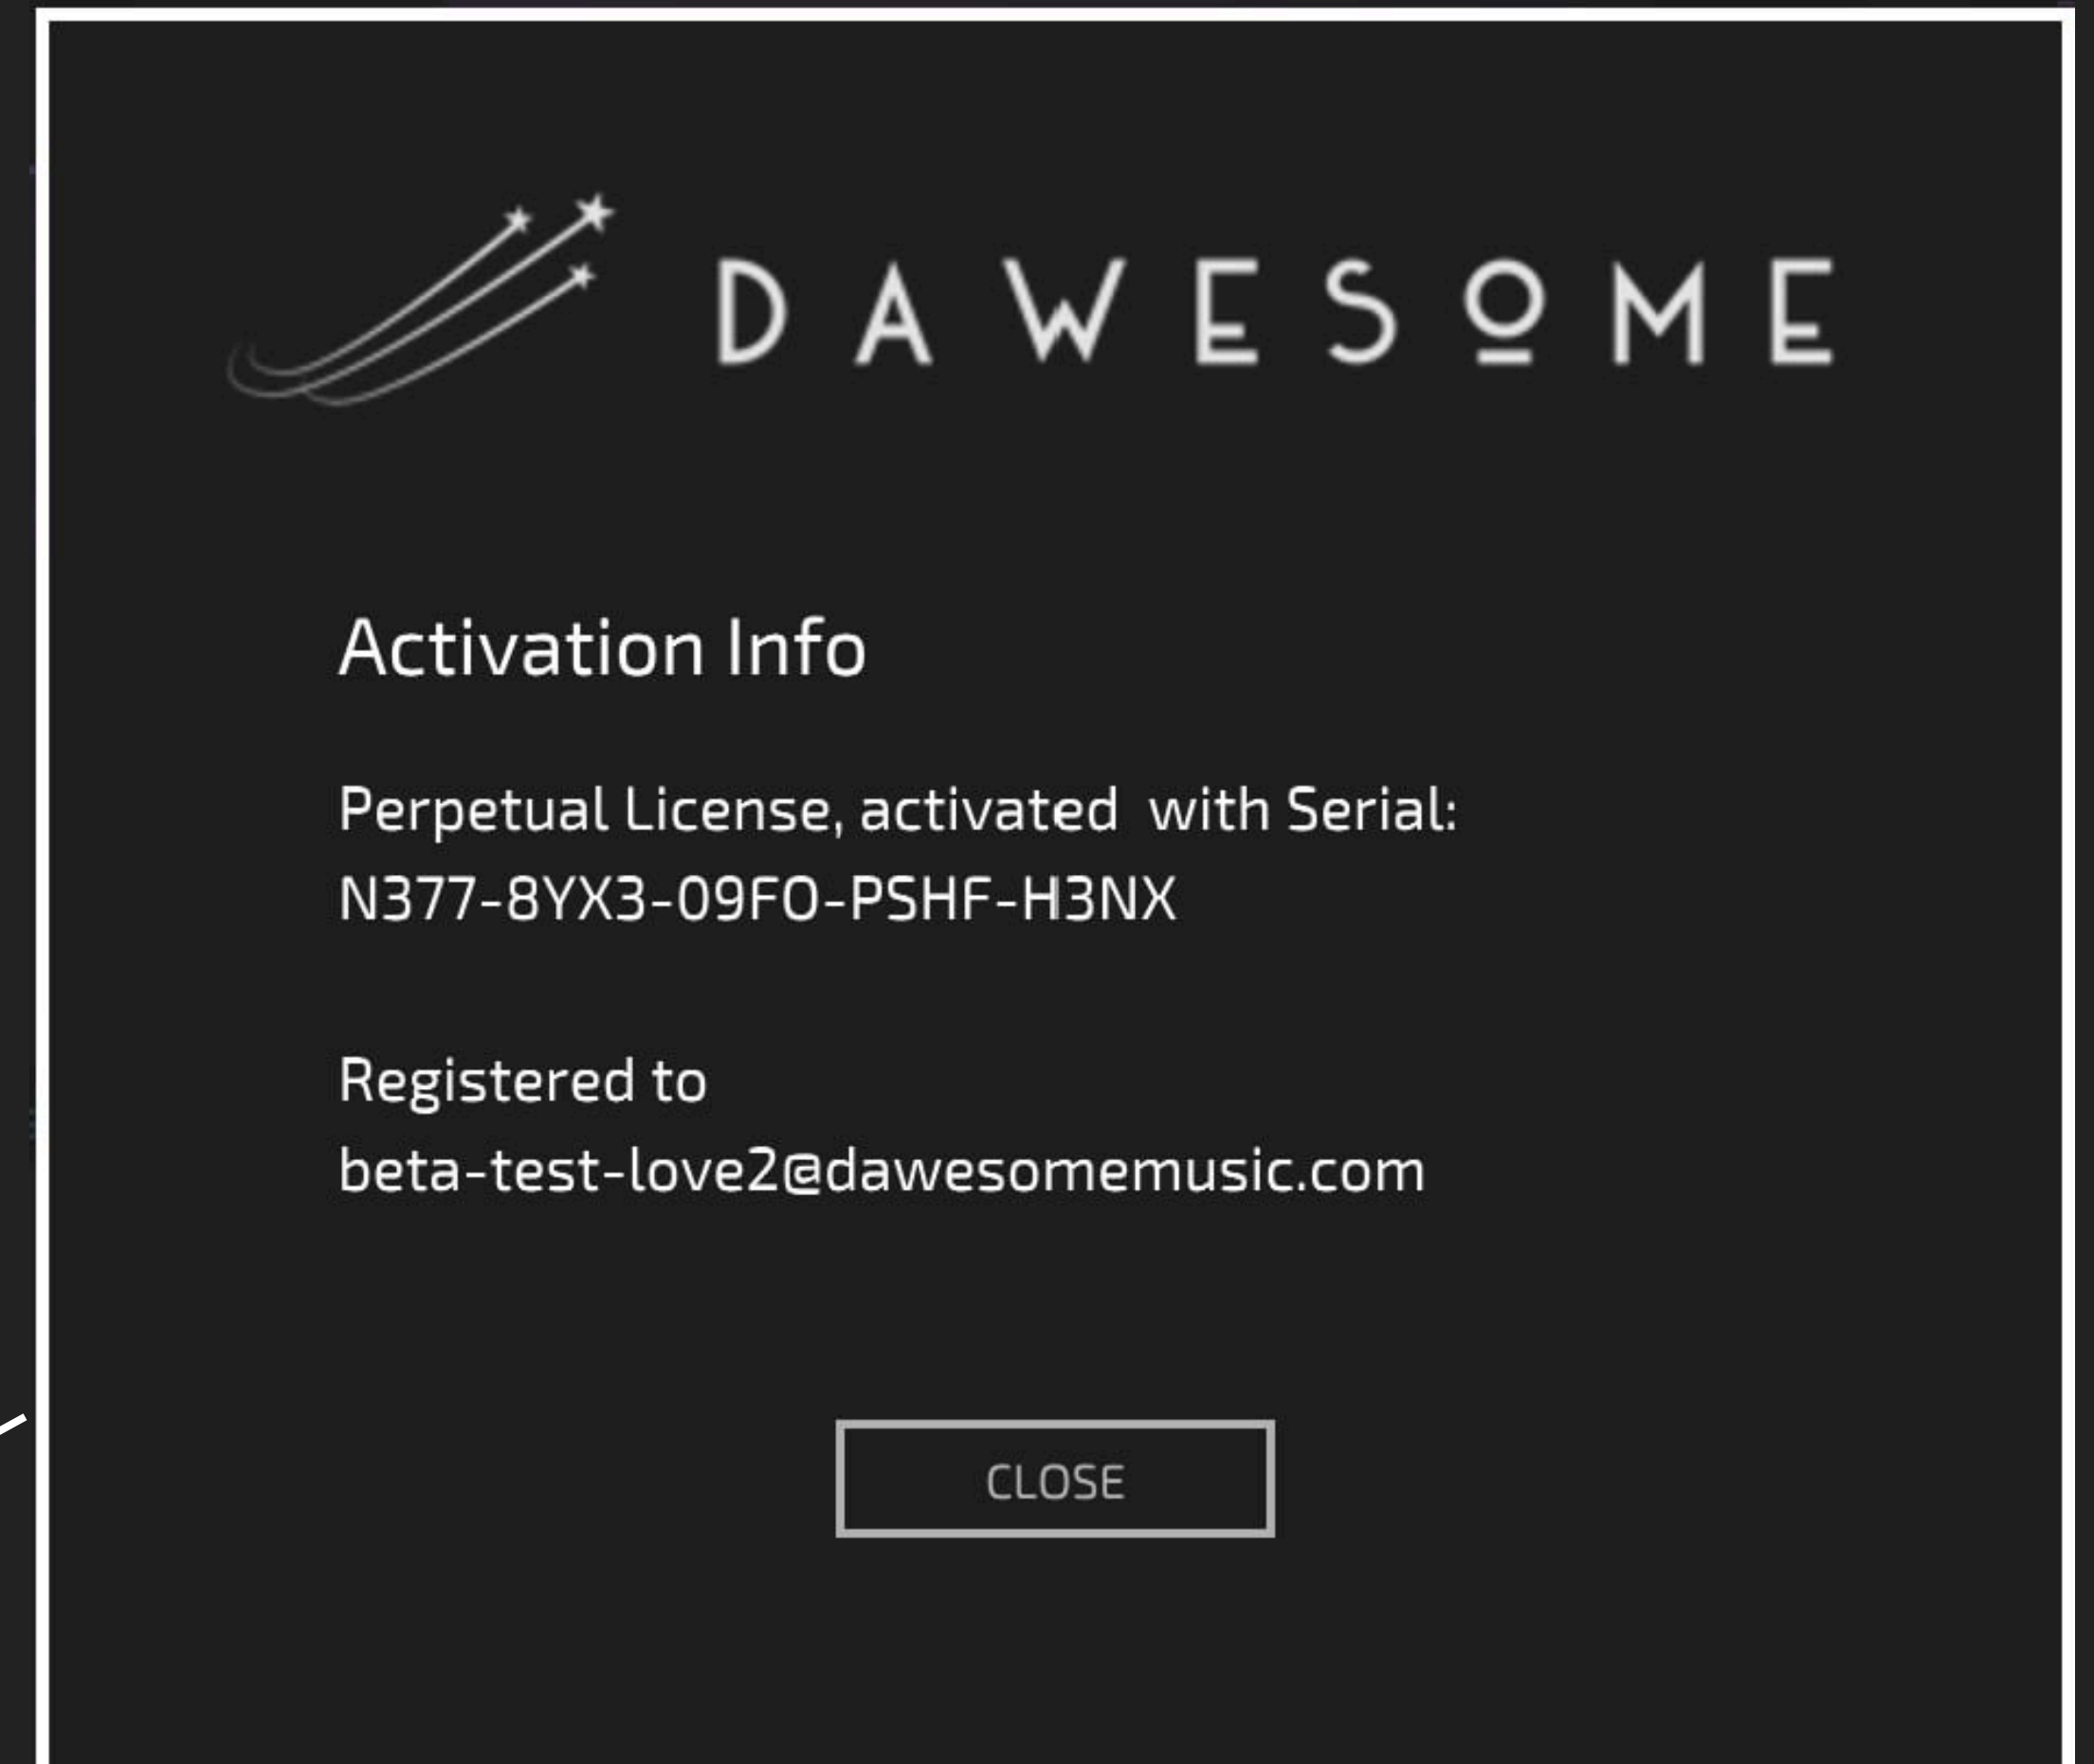 DAWESOME
Activation Info
Perpetual License, activated  with Serial:
N377-8YX3-09FO-PSHF-H3NX
Registered to
beta-test-love2@dawesomemusic.com
CLOSE